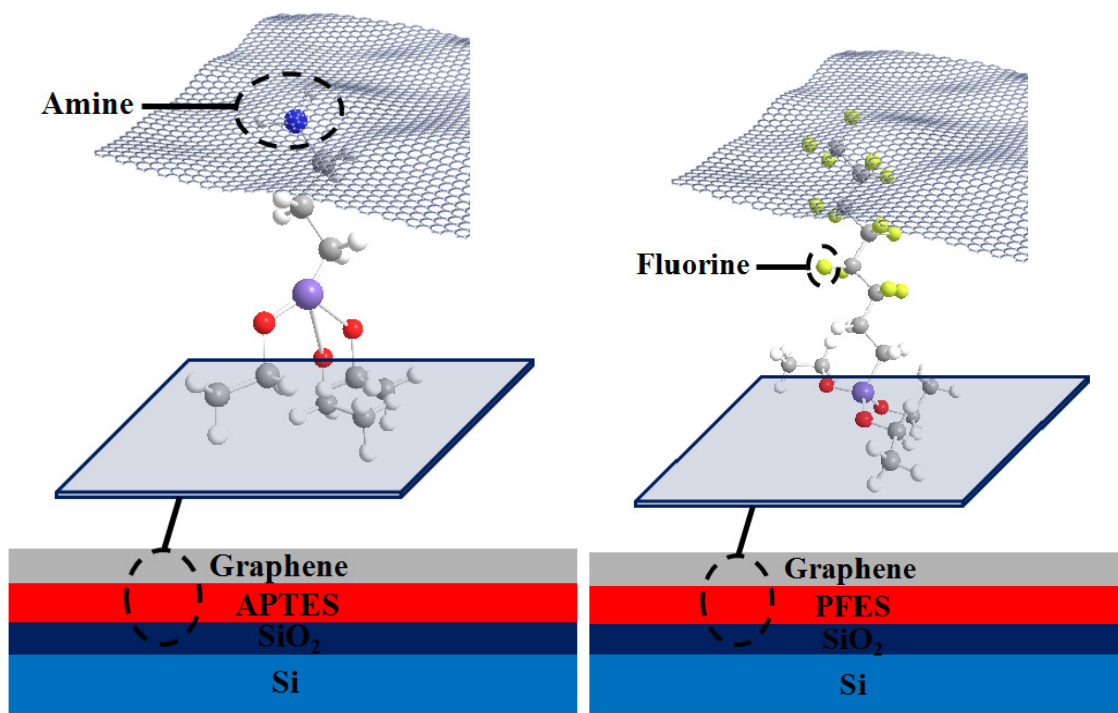 Amine
Graphene
APTES
SiO₂
Si
Fluorine
Graphene
PFES
SiO₂
Si